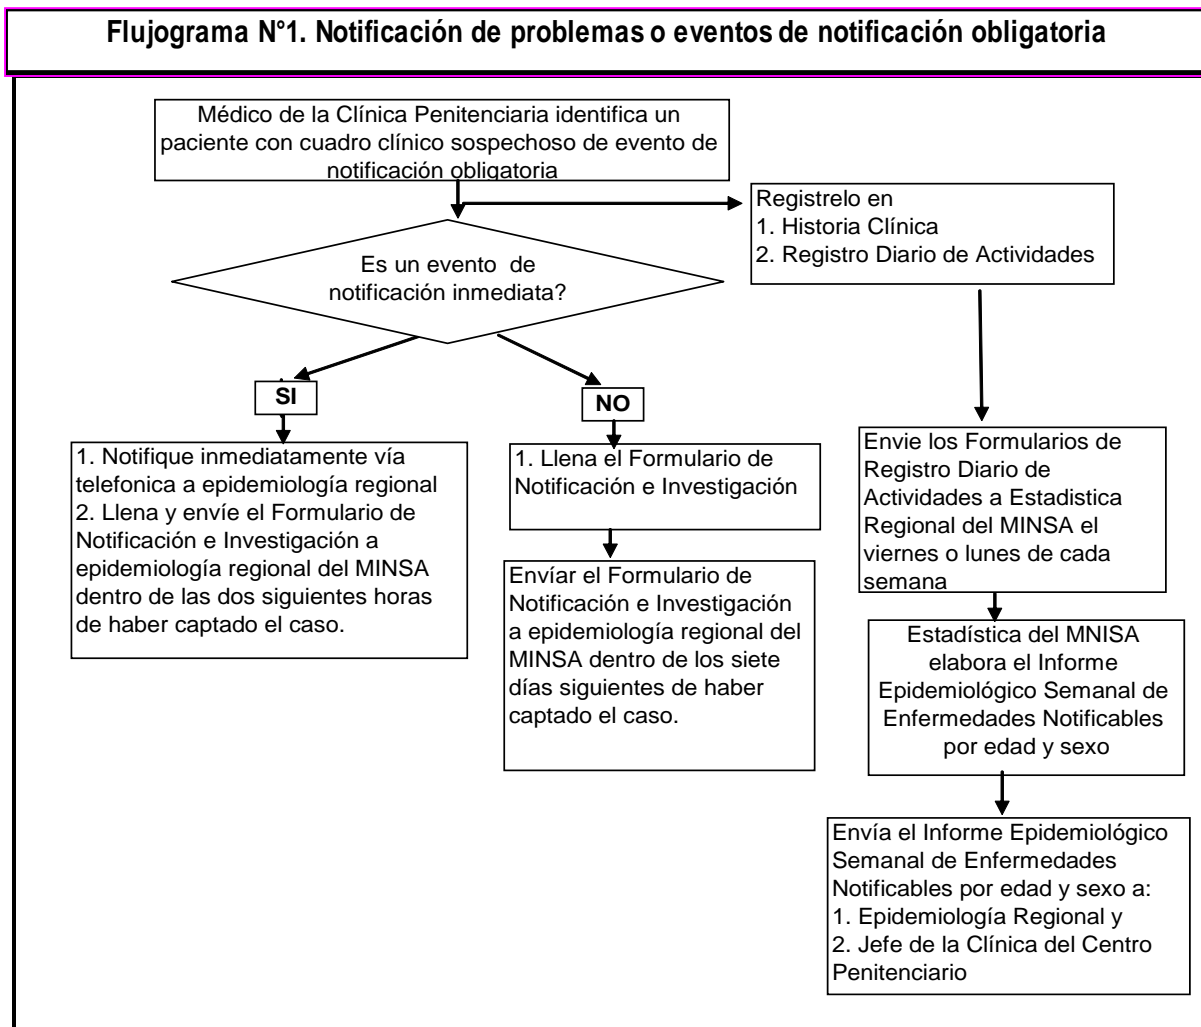 Flujograma N°1. Notificación de problemas o eventos de notificación obligatoria
Médico de la Clínica Penitenciaria identifica un
paciente con cuadro clínico sospechoso de evento de
notificación obligatoria
Registrelo en
1. Historia Clínica
2. Registro Diario de Actividades
Es un evento de
notificación inmediata?
SI
NO
1. Notifique inmediatamente vía
telefonica a epidemiología regional
2. Llena y envíe el Formulario de
Notificación e Investigación a
epidemiología regional del MINSA
dentro de las dos siguientes horas
de haber captado el caso.
1. Llena el Formulario de
Notificación e Investigación
Envíar el Formulario de
Notificación e Investigación
a epidemiología regional del
MINSA dentro de los siete
días siguientes de haber
captado el caso.
Envie los Formularios de
Registro Diario de
Actividades a Estadistica
Regional del MINSA el
viernes o lunes de cada
semana
Estadística del MNISA
elabora el Informe
Epidemiológico Semanal de
Enfermedades Notificables
por edad y sexo
Envía el Informe Epidemiológico
Semanal de Enfermedades
Notificables por edad y sexo a:
1. Epidemiología Regional y
2. Jefe de la Clínica del Centro
Penitenciario